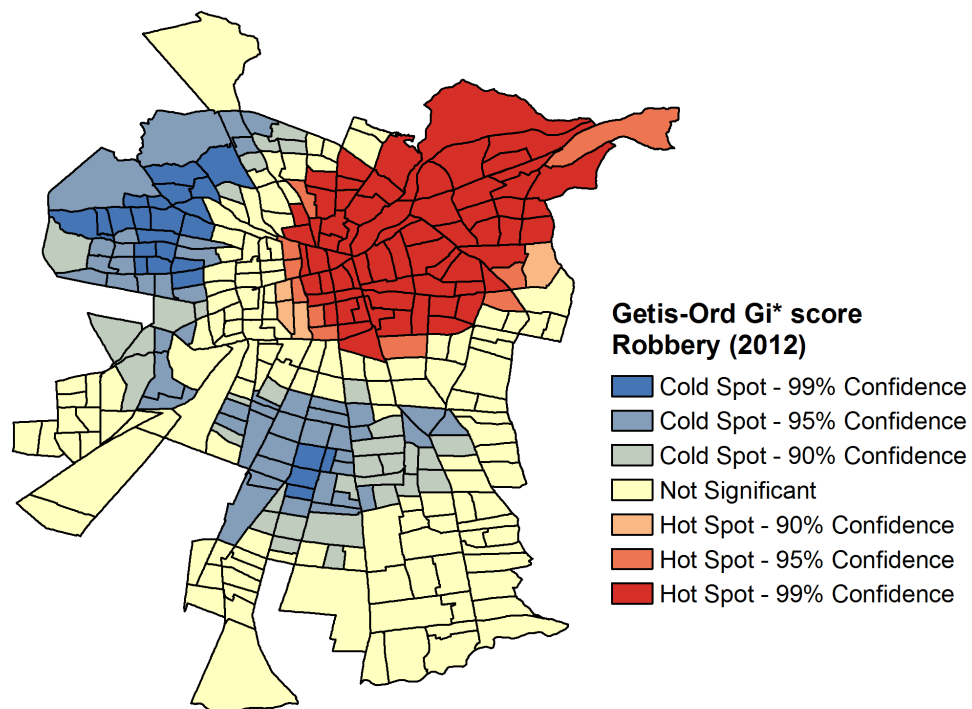 Getis-Ord Gi* score
Robbery (2012)
Cold Spot - 99% Confidence
Cold Spot - 95% Confidence
Cold Spot - 90% Confidence
Not Significant
Hot Spot - 90% Confidence
Hot Spot - 95% Confidence
Hot Spot - 99% Confidence